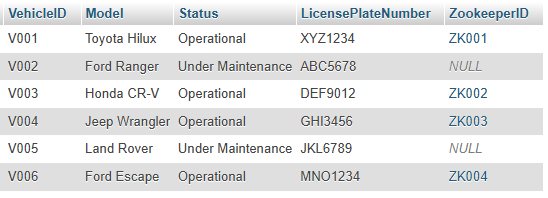 VehicleID Model Status LicensePlateNumber ZookeeperID
V001 Toyota Hilux Operational XYZ1234 ZK001
V002 Ford Ranger Under Maintenance ABC5678 NULL
V003 Honda CR-V Operational DEF9012 ZK002
V004 Jeep Wrangler Operational GHI3456 ZK003
V005 Land Rover Under Maintenance JKL6789 NULL
V006 Ford Escape Operational MNO1234 ZK004